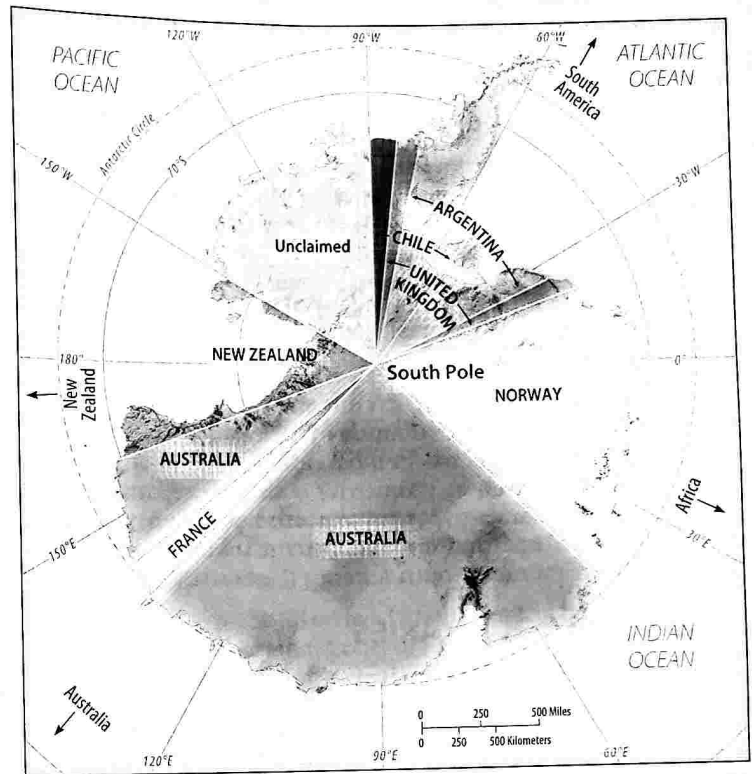 120°W
90°W
60°W
PACIFIC
OCEAN
ATLANTIC
OCEAN
South
America
Antarctic Circle
70°S
150°W
30°W
Unclaimed
ARGENTINA
CHILE
UNITED
KINGDOM
180°
NEW ZEALAND
South Pole
0°
New
Zealand
NORWAY
AUSTRALIA
Africa
FRANCE
AUSTRALIA
150°E
30°E
INDIAN
OCEAN
Australia
0 250 500 Miles
0 250 500 Kilometers
120°E
90°E
60°E